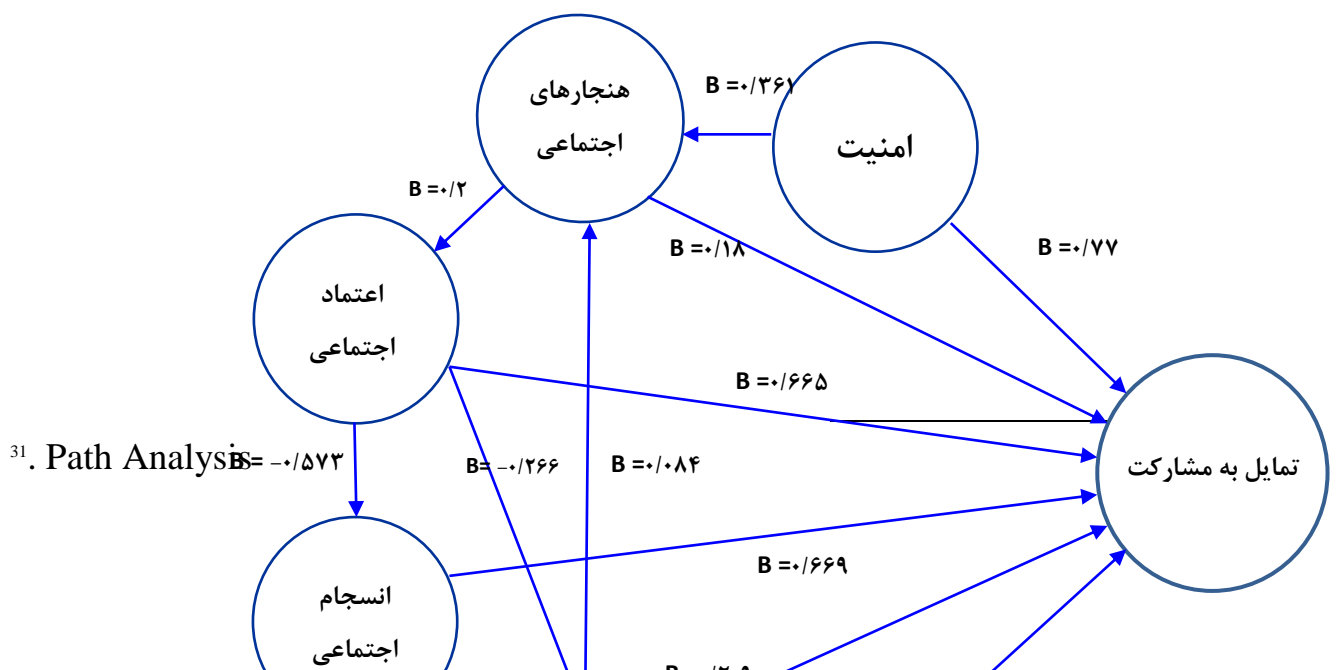 هنجارهای
اجتماعی
B =۰/۳۶۱
امنیت
B =۰/۲
B =۰/۱۸
B =۰/۷۷
اعتماد
اجتماعی
B =۰/۶۶۵
تمایل به مشارکت
31. Path Analysis
B= −۰/۵۷۳
B= −۰/۲۶۶
B =۰/۰۸۴
B =۰/۶۶۹
انسجام
اجتماعی